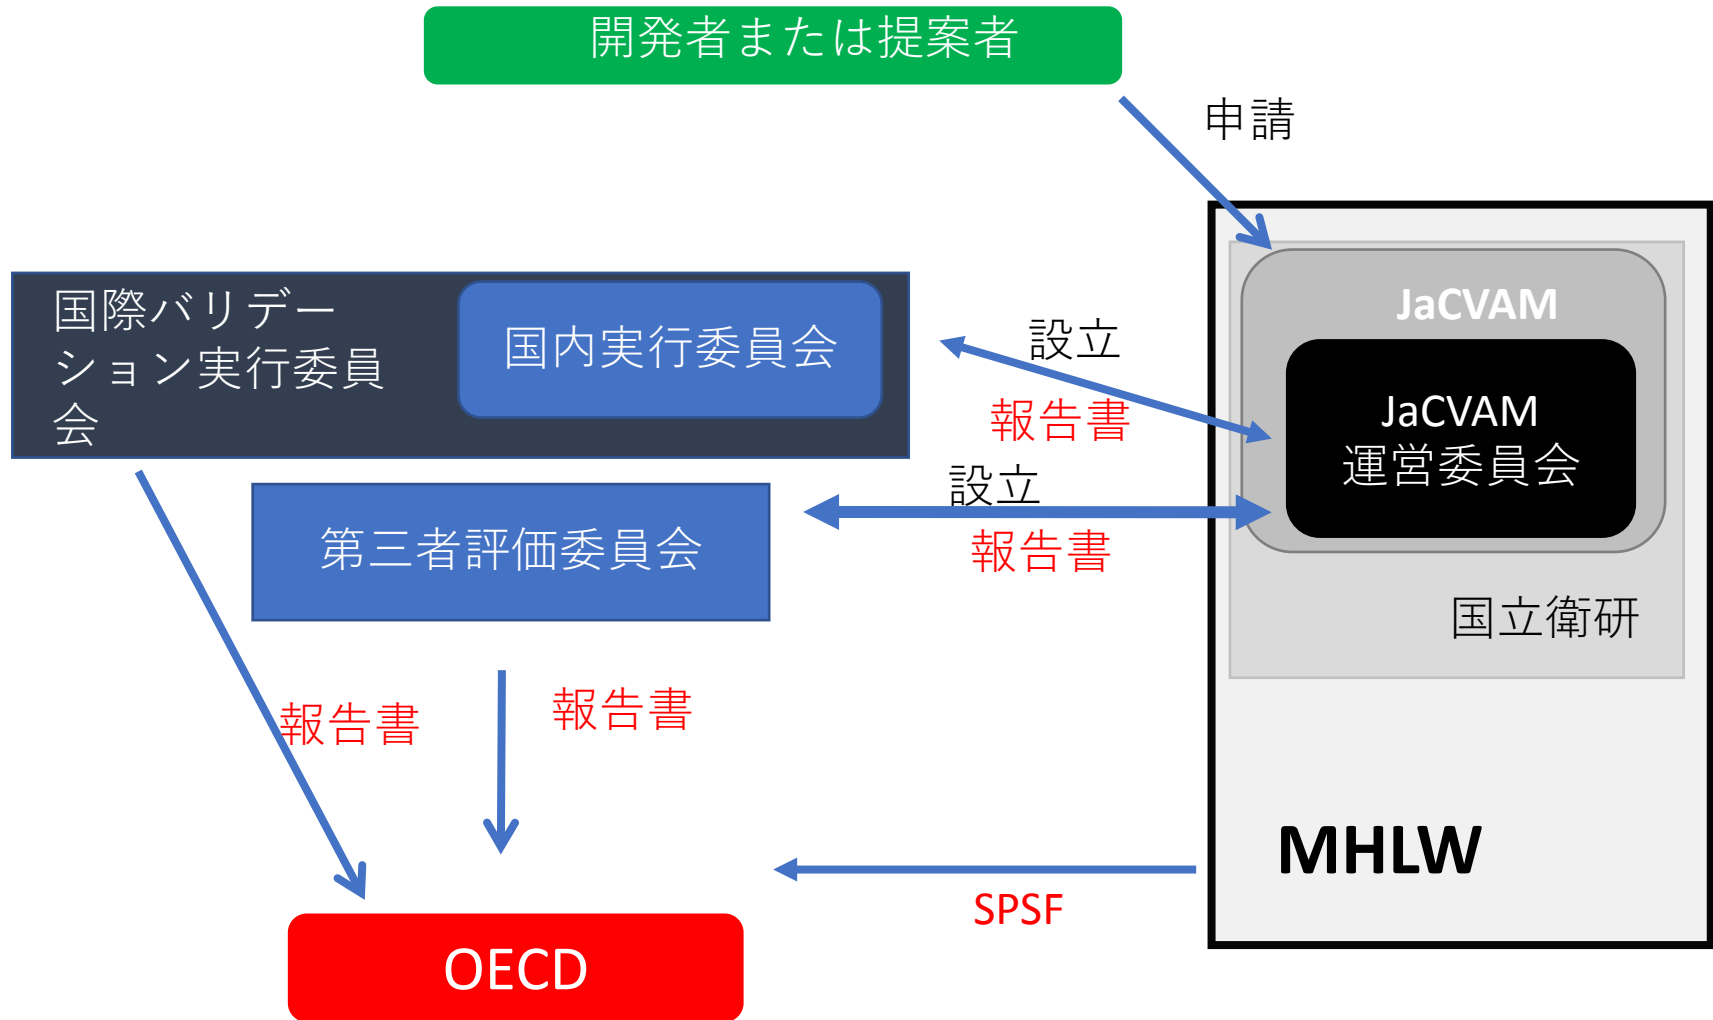 開発者または提案者
申請
国際バリデー
ション実行委員
会
国内実行委員会
設立
報告書
JaCVAM
JaCVAM
運営委員会
設立
報告書
第三者評価委員会
国立衛研
報告書
報告書
MHLW
SPSF
OECD